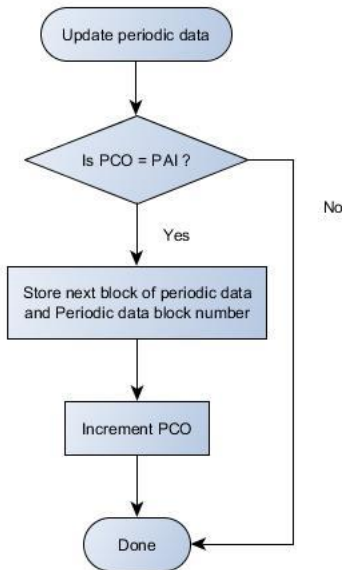 Update periodic data
Is PCO = PAI ?
No
Yes
Store next block of periodic data
and Periodic data block number
Increment PCO
Done